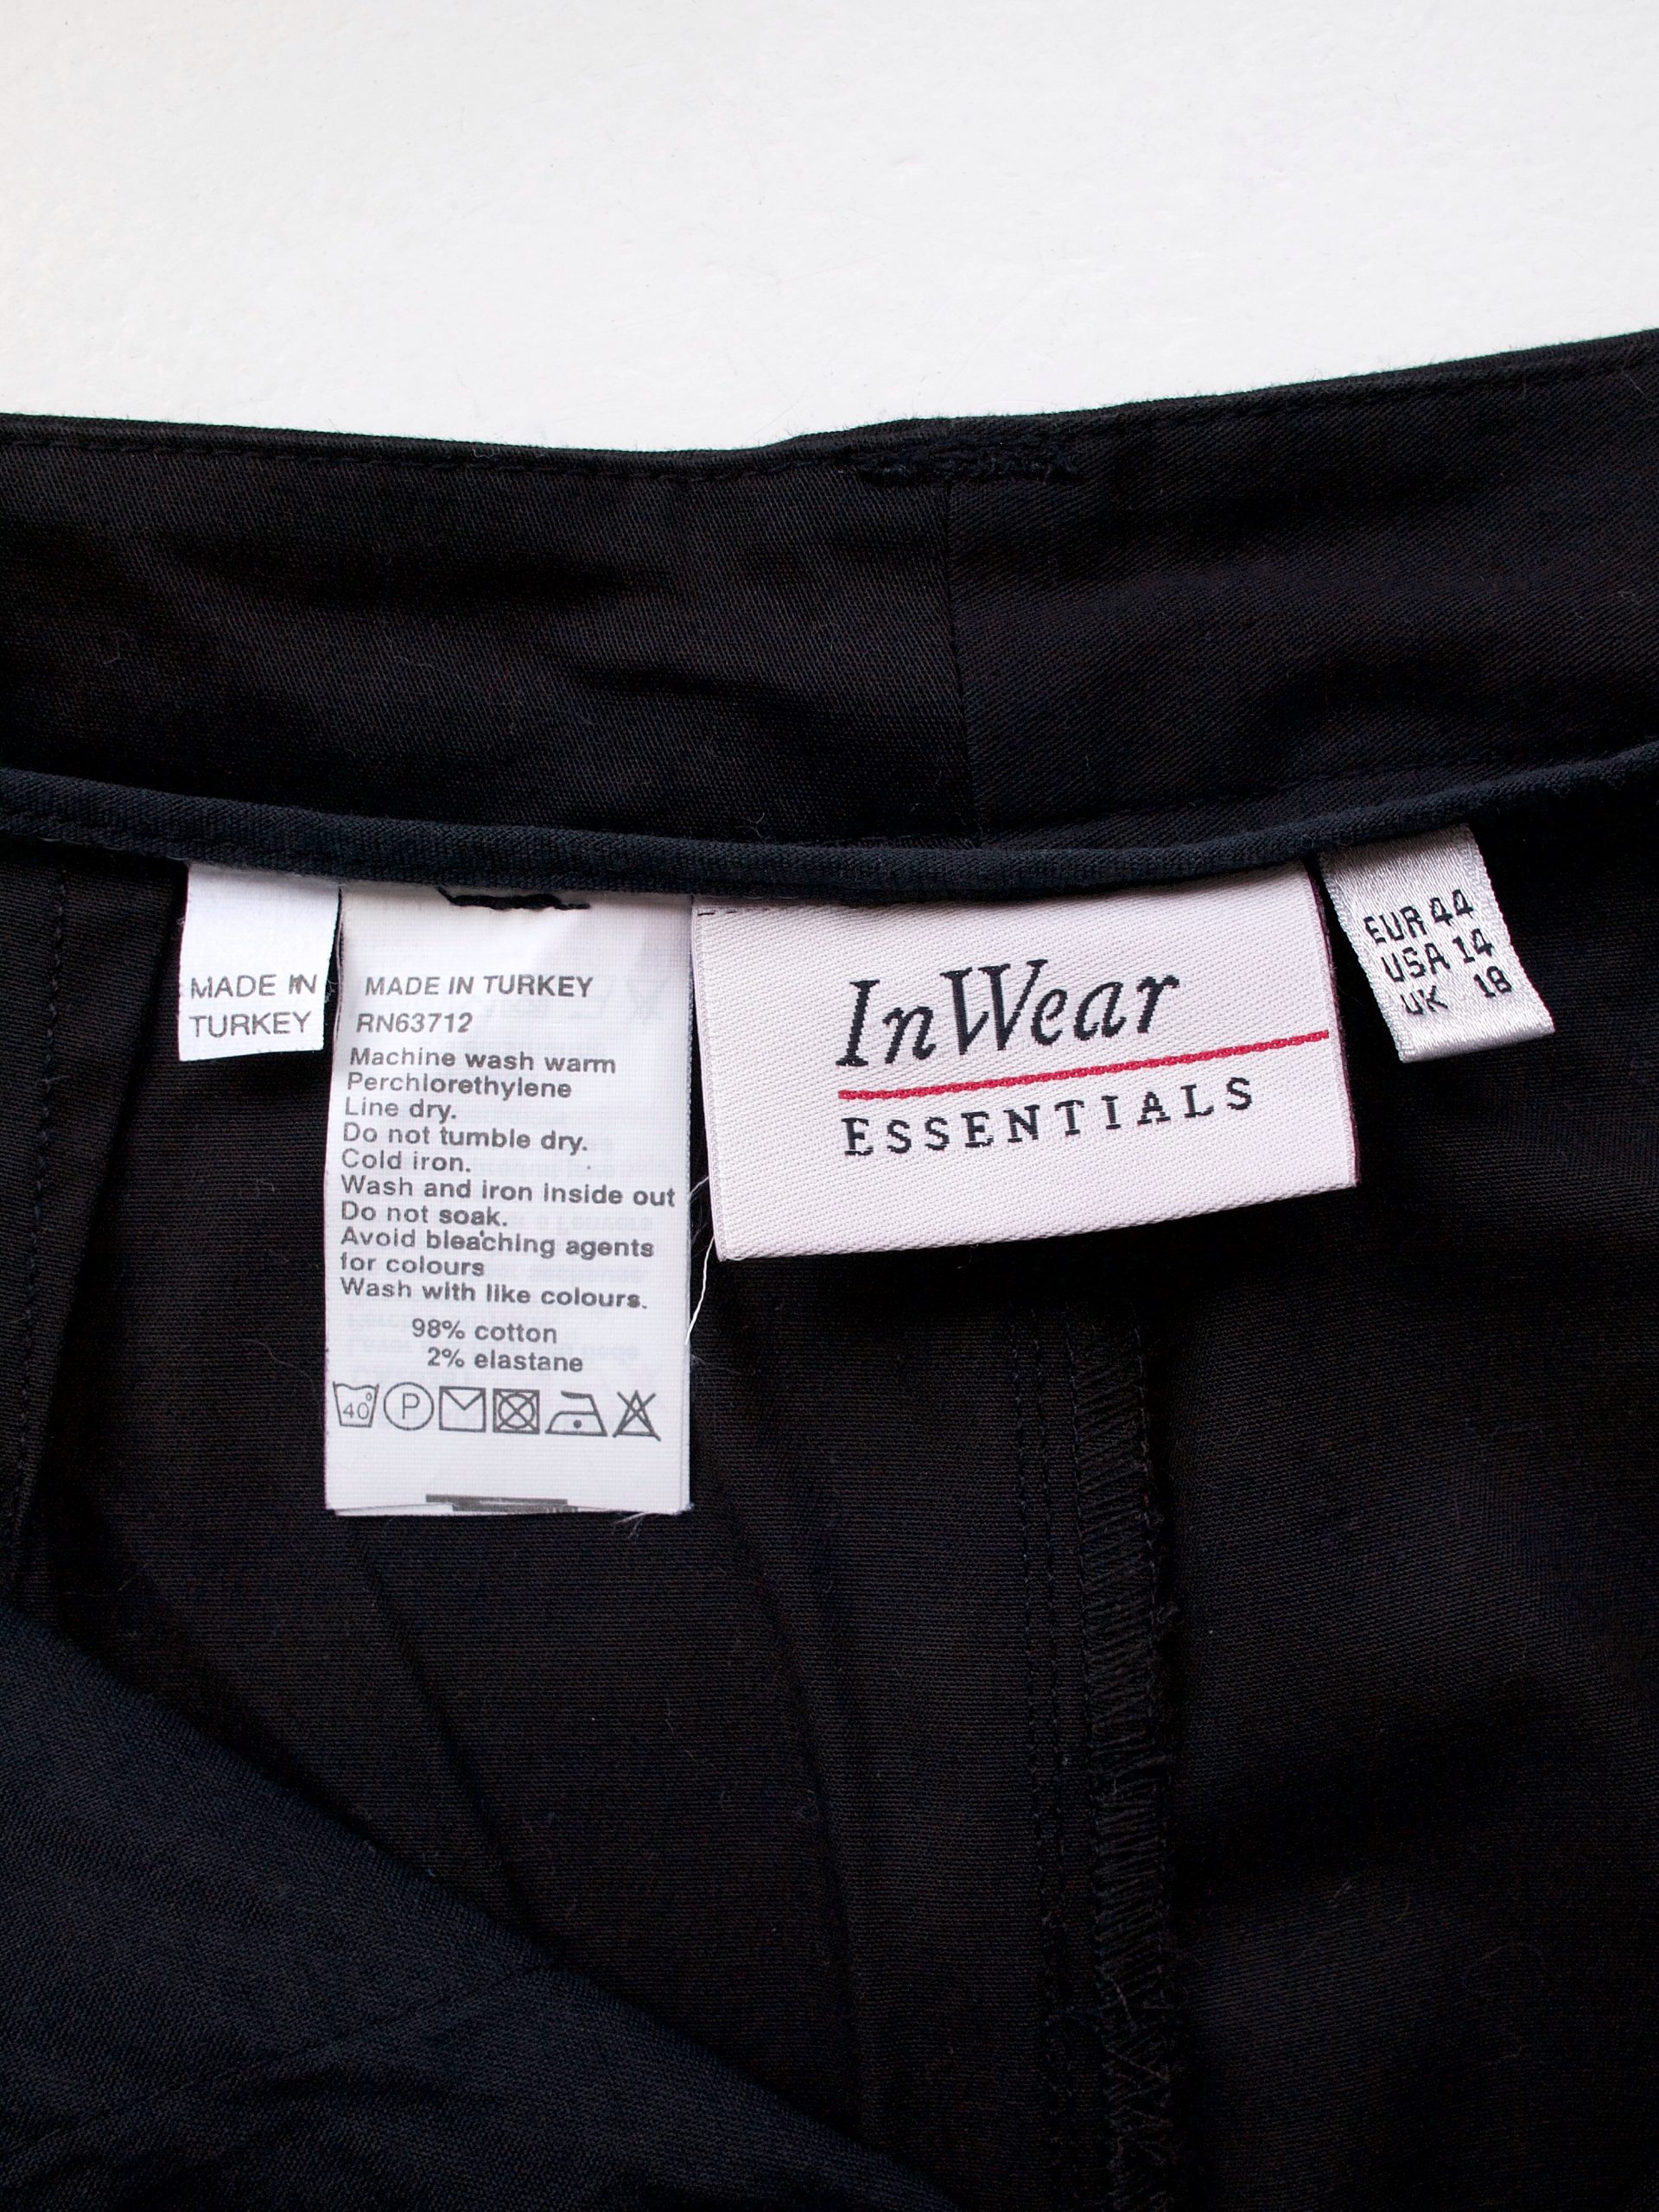 MADE IN
TURKEY
MADE IN TURKEY
RN63712
Machine wash warm
Perchlorethylene
Line dry.
Do not tumble dry.
Cold iron.
Wash and iron inside out
Do not soak.
Avoid bleaching agents
for colours
Wash with like colours.
98% cotton
2% elastane
40°
P
InWear
ESSENTIALS
EUR 44
USA 14
UK 18